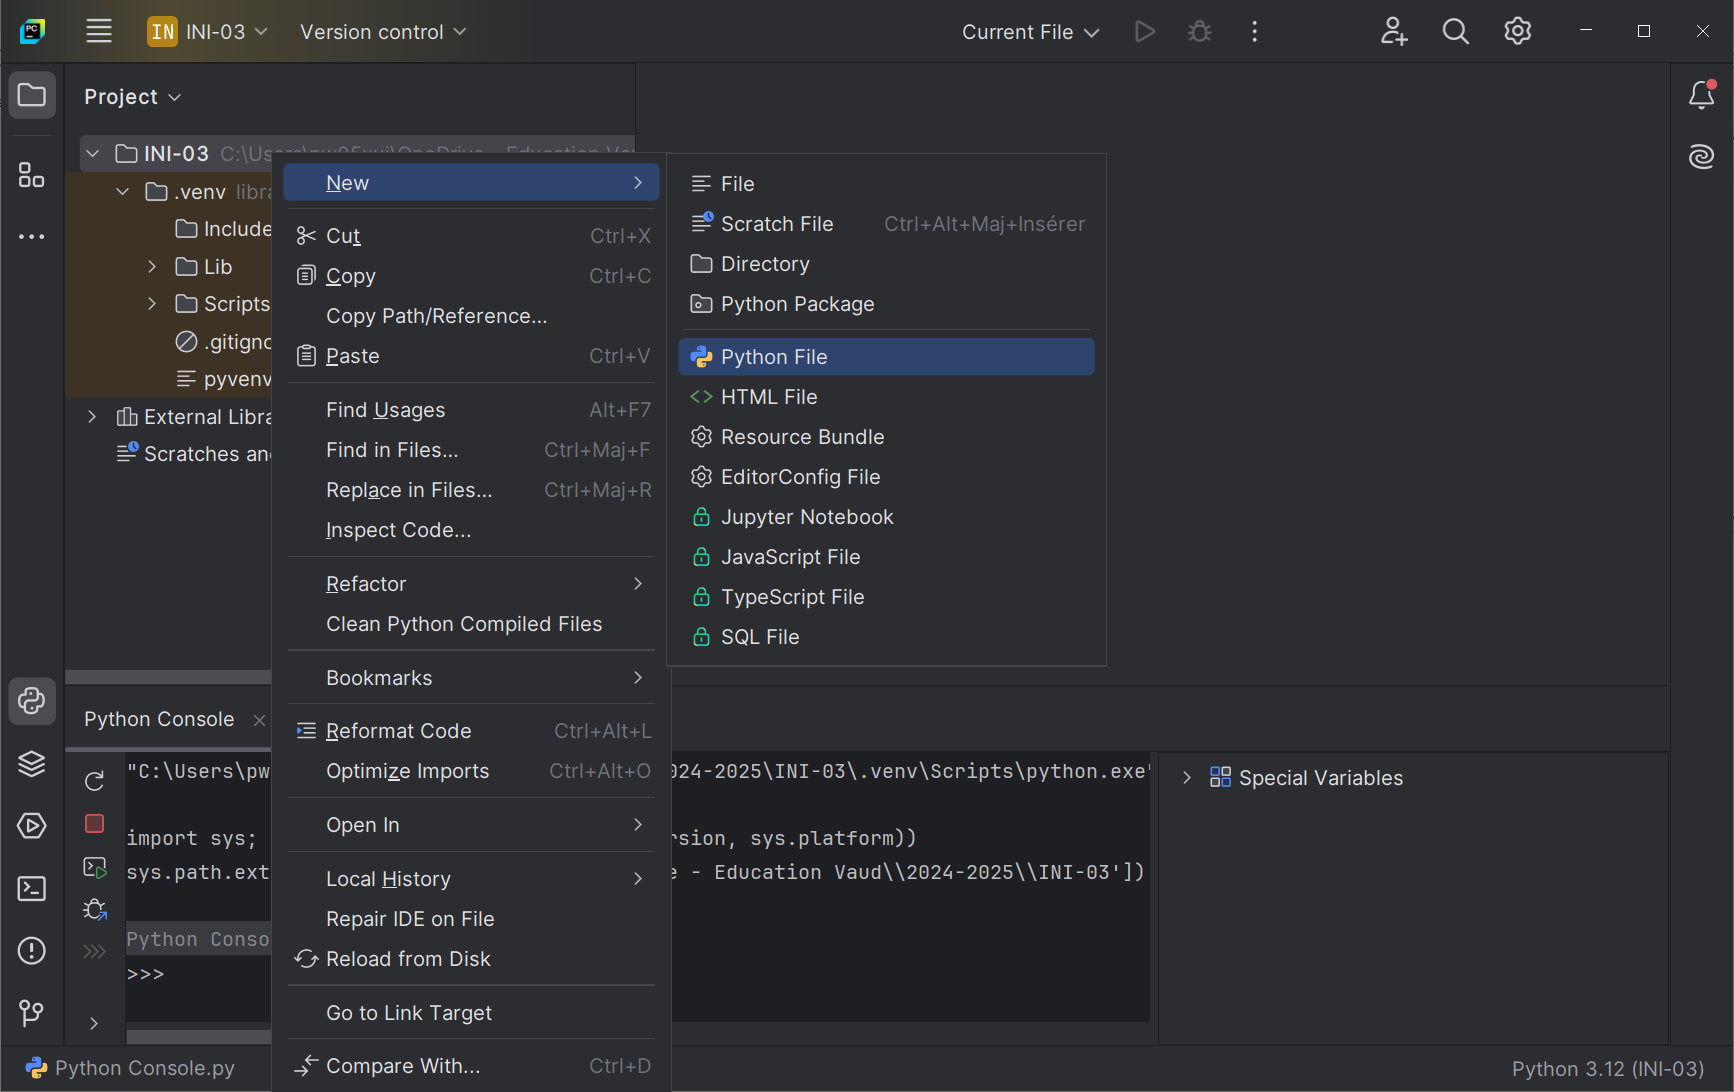 PC
IN INI-03
Version control
Current File
Project
INI-03
.venv
Include
Lib
Scripts
External
Scratches
New
Cut Ctrl+X
Copy Ctrl+C
Copy Path/Reference...
Paste Ctrl+V
Find Usages Alt+F7
Find in Files... Ctrl+Maj+F
Replace in Files... Ctrl+Maj+R
Inspect Code...
Refactor
Clean Python Compiled Files
Bookmarks
Reformat Code Ctrl+Alt+L
Optimize Imports Ctrl+Alt+O
Open In
Local History
Repair IDE on File
Reload from Disk
Go to Link Target
Compare With... Ctrl+D
File
Scratch File Ctrl+Alt+Maj+Insérer
Directory
Python Package
Python File
HTML File
Resource Bundle
EditorConfig File
Jupyter Notebook
JavaScript File
TypeScript File
SQL File
Python Console
"C:\Users\pw 024-2025\INI-03\.venv\Scripts\python.exe"
import sys; rsion, sys.platform))
sys.path.ext e - Education Vaud\\2024-2025\\INI-03'])
Python Conso
>>>
Special Variables
Python Console.py
Python 3.12 (INI-03)